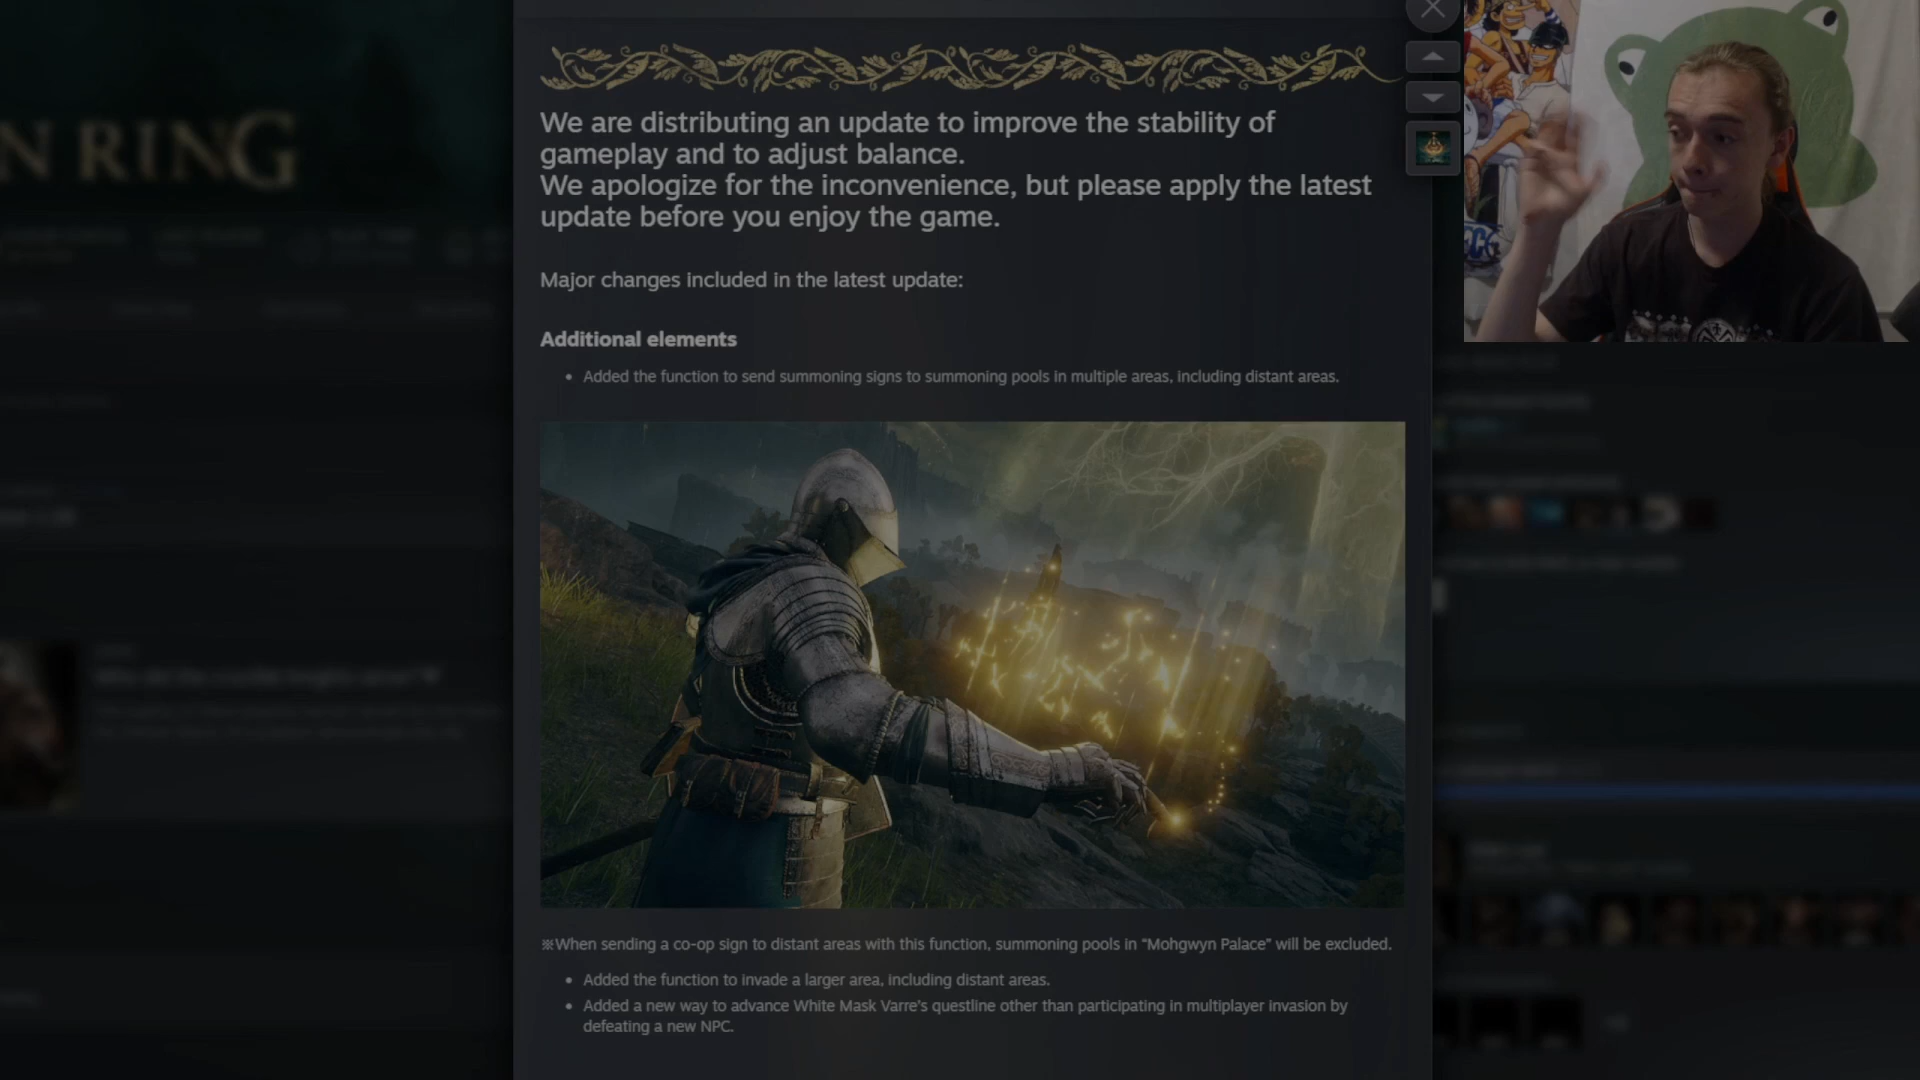 N RING
We are distributing an update to improve the stability of
gameplay and to adjust balance.
We apologize for the inconvenience, but please apply the latest
update before you enjoy the game.
Major changes included in the latest update:
Additional elements
• Added the function to send summoning signs to summoning pools in multiple areas, including distant areas.
※When sending a co-op sign to distant areas with this function, summoning pools in “Mohgwyn Palace” will be excluded.
• Added the function to invade a larger area, including distant areas.
• Added a new way to advance White Mask Varre's questline other than participating in multiplayer invasion by
defeating a new NPC.